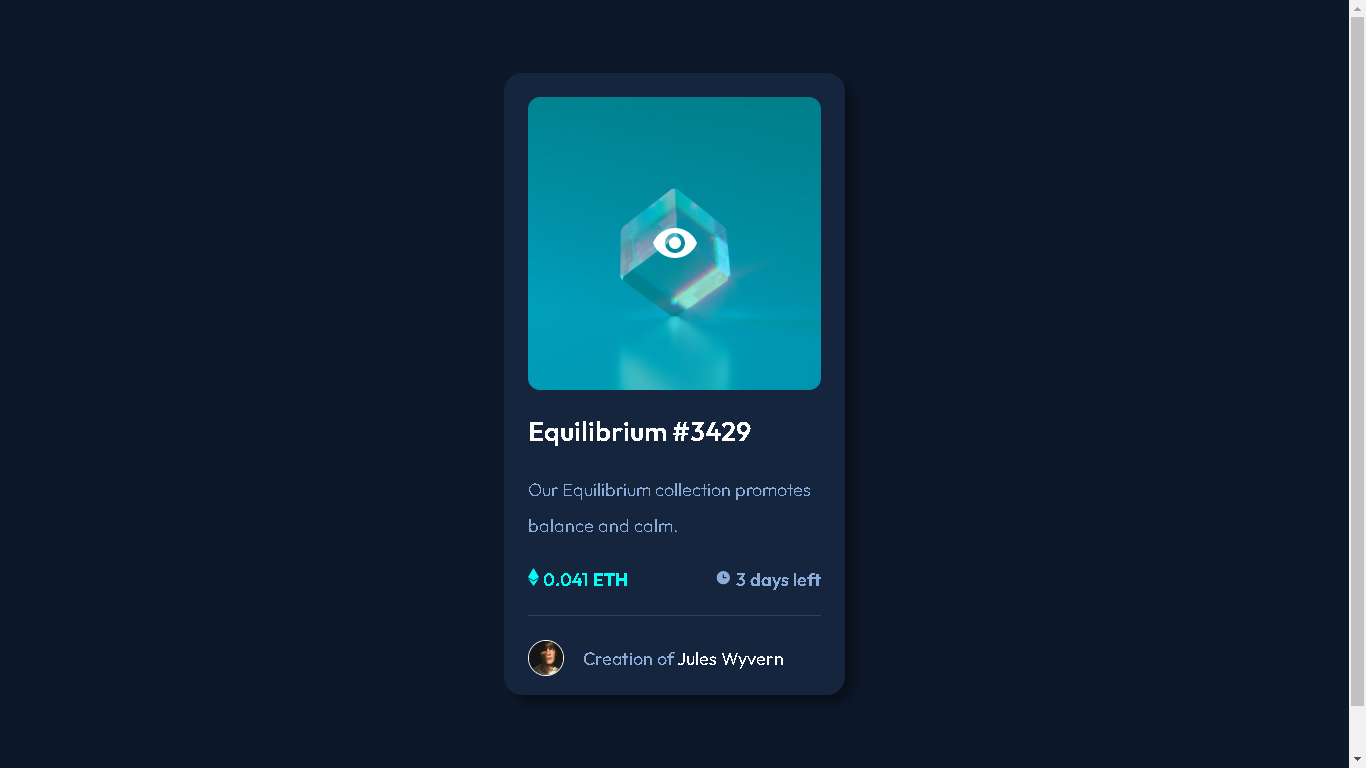 Equilibrium #3429
Our Equilibrium collection promotes
balance and calm.
0.041 ETH
3 days left
Creation of Jules Wyvern